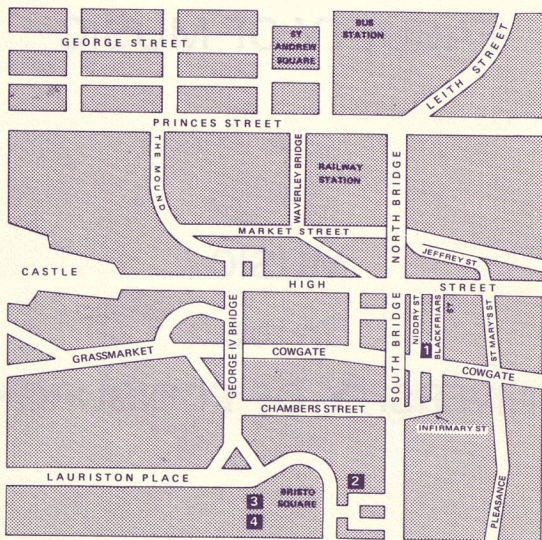 GEORGE STREET
ST
ANDREW
SQUARE
BUS
STATION
LEITH STREET
PRINCES STREET
THE MOUND
WAVERLEY BRIDGE
RAILWAY
STATION
NORTH BRIDGE
MARKET STREET
JEFFREY ST
CASTLE
HIGH STREET
GEORGE IV BRIDGE
SOUTH BRIDGE
NIDDRY ST
BLACKFRIARS
ST
ST MARY'S ST
1
GRASSMARKET
COWGATE
COWGATE
CHAMBERS STREET
INFIRMARY ST
LAURISTON PLACE
BRISTO
SQUARE
2
3
4
PLEASANCE